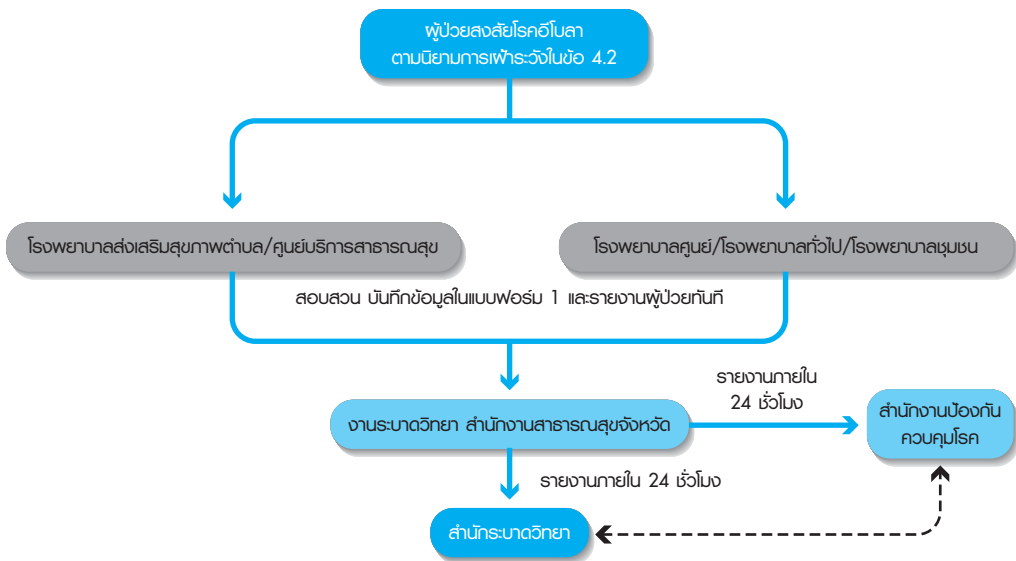 ผู้ป่วยสงสัยโรคอีโบลา
ตามนิยามการเฝ้าระวังในข้อ 4.2
โรงพยาบาลส่งเสริมสุขภาพตำบล/ศูนย์บริการสาธารณสุข
โรงพยาบาลศูนย์/โรงพยาบาลทั่วไป/โรงพยาบาลชุมชน
สอบสวน บันทึกข้อมูลในแบบฟอร์ม 1 และรายงานผู้ป่วยทันที
รายงานภายใน
24 ชั่วโมง
งานระบาดวิทยา สำนักงานสาธารณสุขจังหวัด
สำนักงานป้องกัน
ควบคุมโรค
รายงานภายใน 24 ชั่วโมง
สำนักระบาดวิทยา